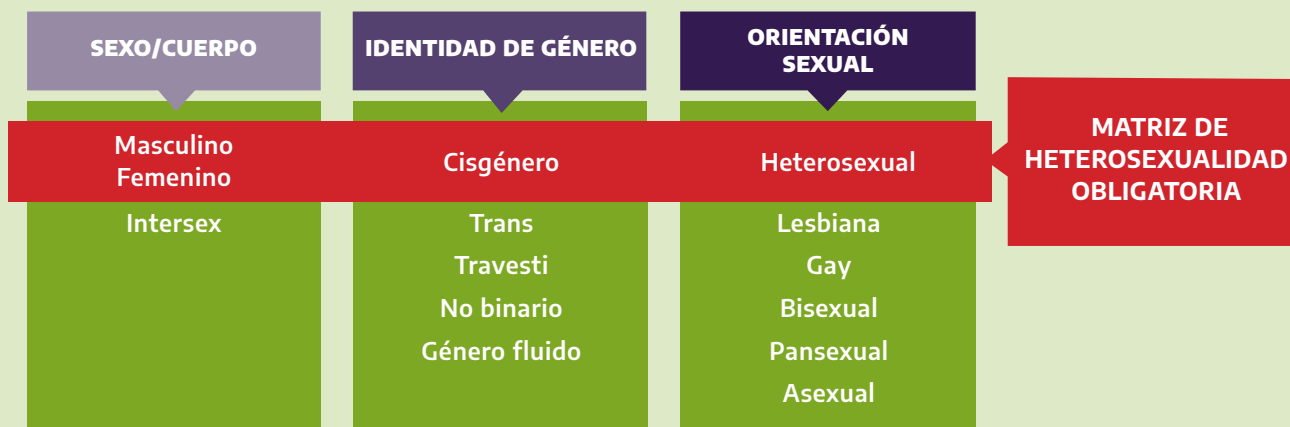 SEXO/CUERPO
Masculino
Femenino
Intersex
IDENTIDAD DE GÉNERO
Cisgénero
Trans
Travesti
No binario
Género fluido
ORIENTACIÓN
SEXUAL
Heterosexual
Lesbiana
Gay
Bisexual
Pansexual
Asexual
MATRIZ DE
HETEROSEXUALIDAD
OBLIGATORIA